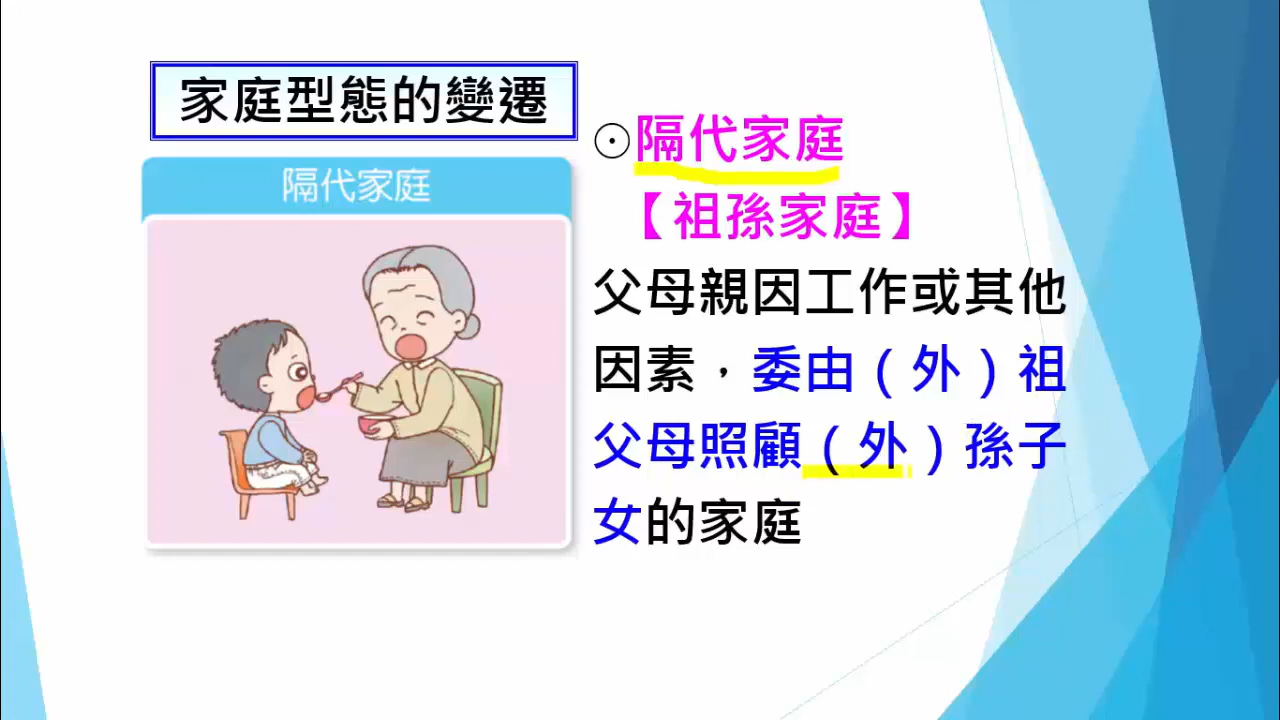 家庭型態的變遷
隔代家庭
⊙隔代家庭
【祖孫家庭】
父母親因工作或其他
因素，委由（外）祖
父母照顧（外）孫子
女的家庭